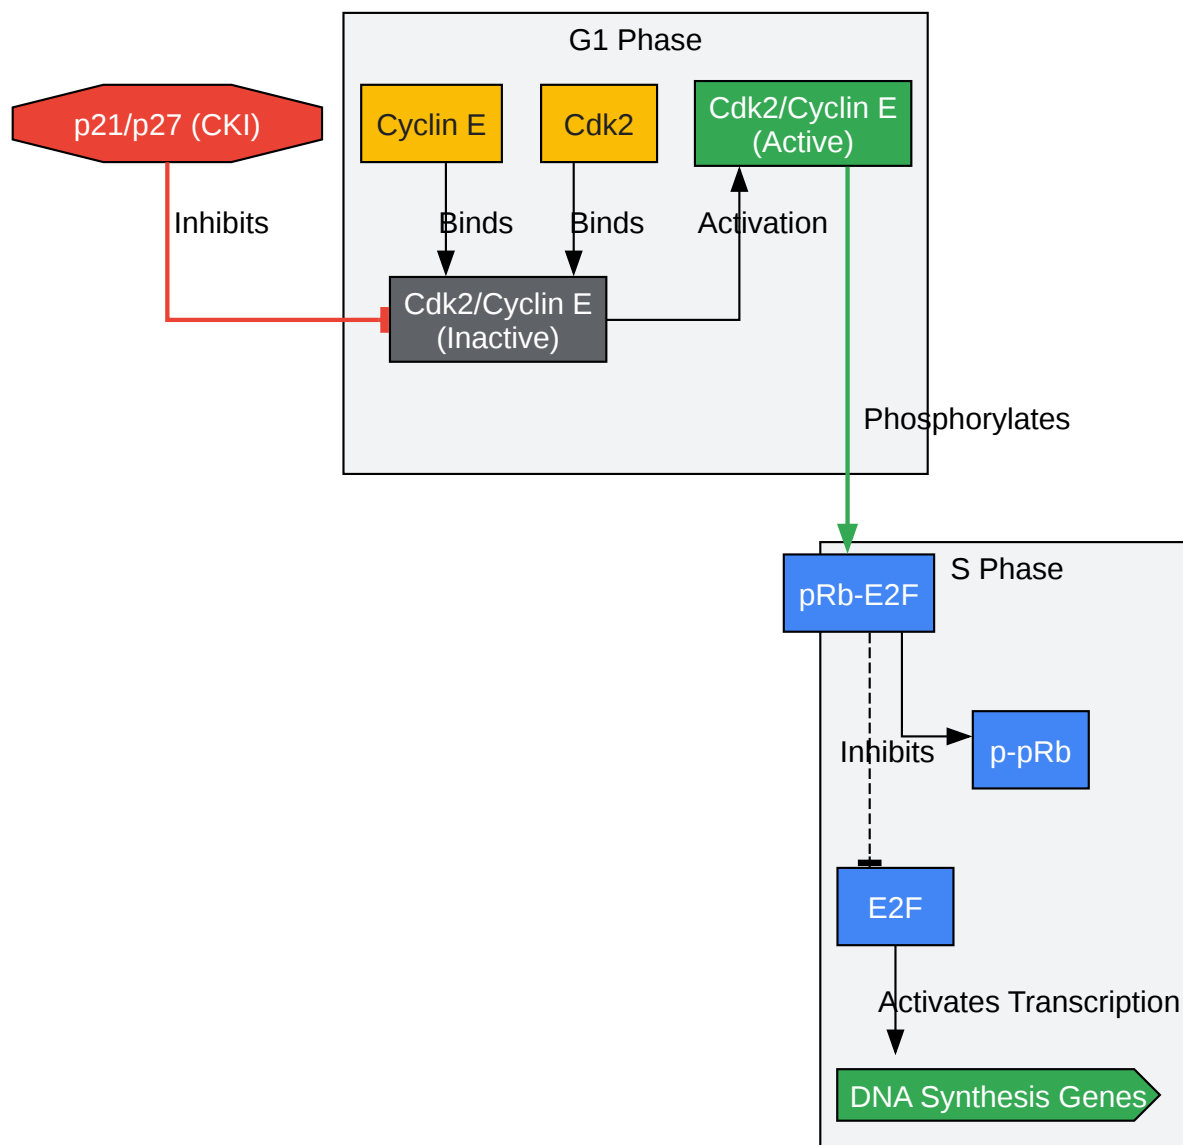 G1 Phase
p21/p27 (CKI)
Cyclin E
Cdk2
Cdk2/Cyclin E
(Active)
Inhibits
Binds
Binds
Activation
Cdk2/Cyclin E
(Inactive)
Phosphorylates
S Phase
pRb-E2F
Inhibits
p-pRb
E2F
Activates Transcription
DNA Synthesis Genes